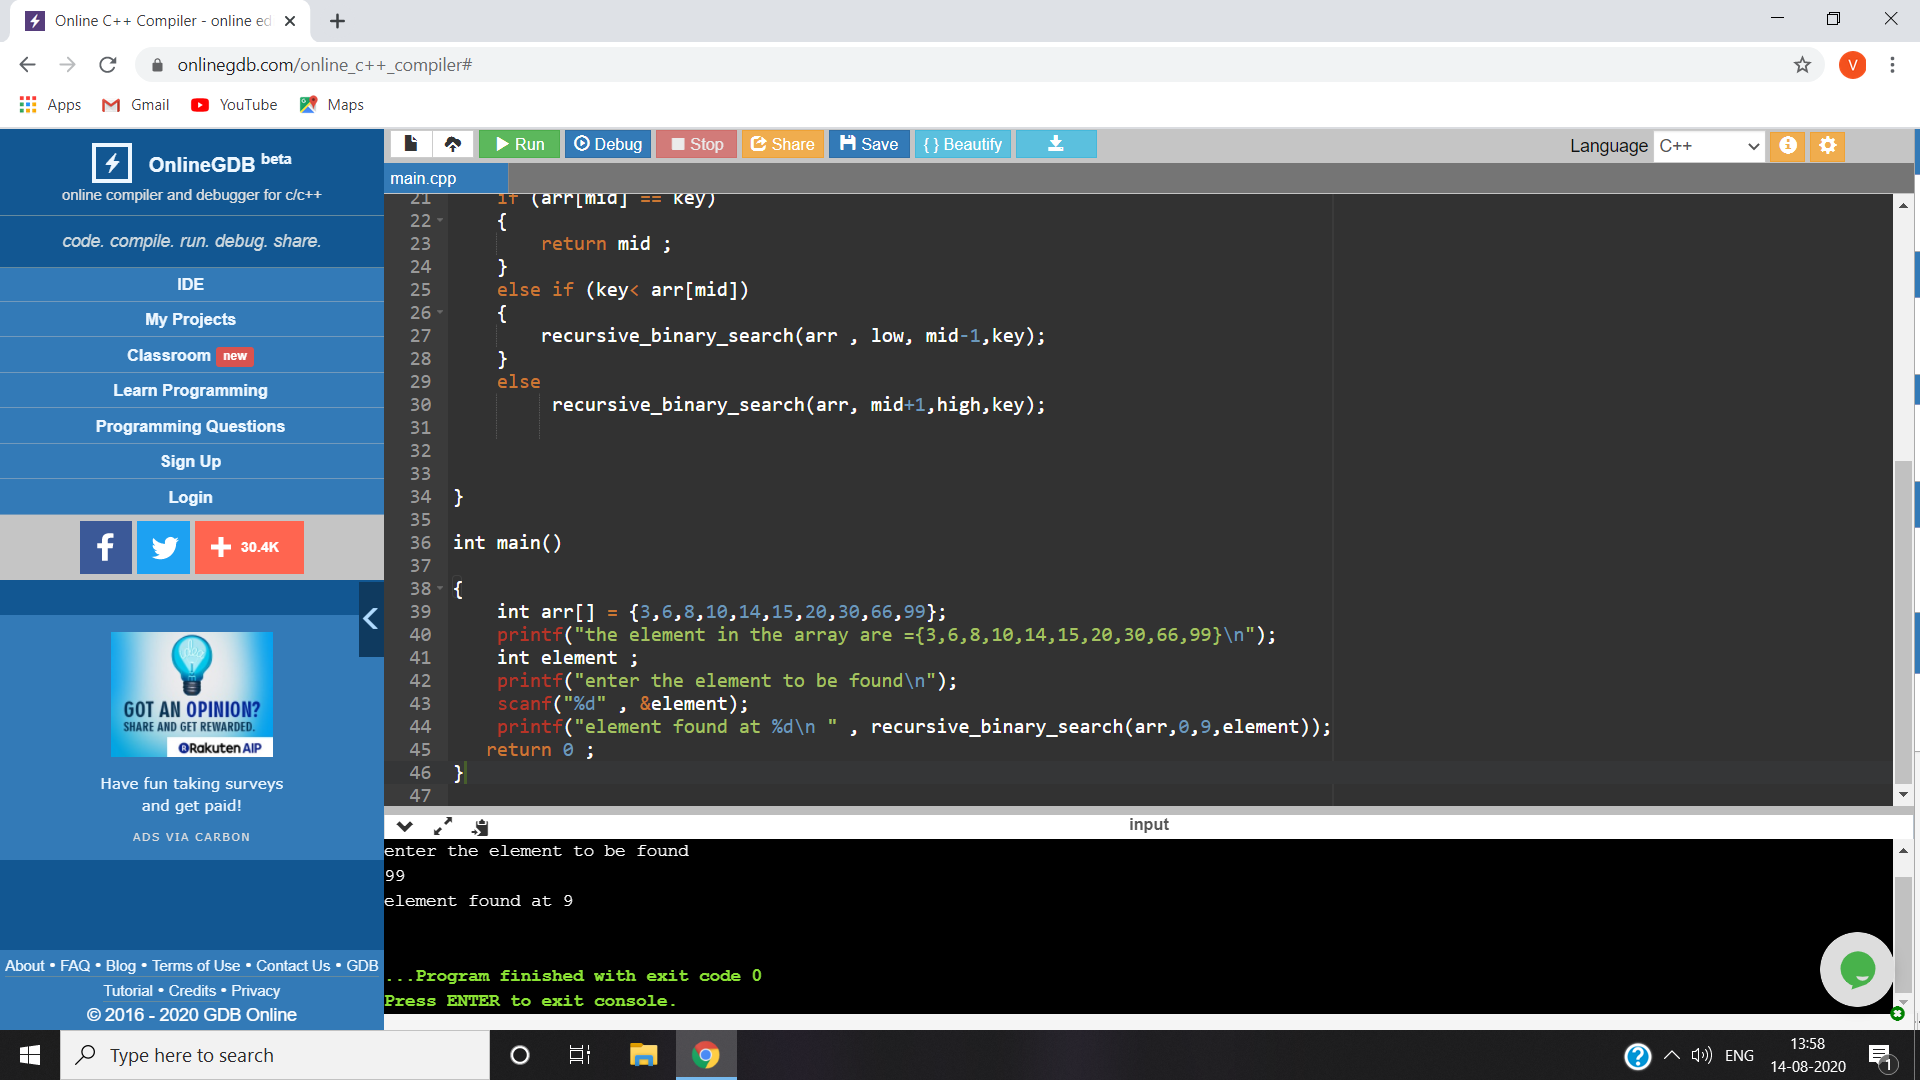 Online C++ Compiler - online ed
onlinegdb.com/online_c++_compiler#
V
Apps Gmail YouTube Maps
OnlineGDB beta
online compiler and debugger for c/c++
code. compile. run. debug. share.
IDE
My Projects
Classroom new
Learn Programming
Programming Questions
Sign Up
Login
f + 30.4K
GOT AN OPINION?
SHARE AND GET REWARDED.
Rakuten AIP
Have fun taking surveys
and get paid!
ADS VIA CARBON
About • FAQ • Blog • Terms of Use • Contact Us • GDB
Tutorial • Credits • Privacy
© 2016 - 2020 GDB Online
Run Debug Stop Share Save { } Beautify
Language C++
main.cpp
21 if (arr[mid] == key)
22 {
23 return mid ;
24 }
25 else if (key< arr[mid])
26 {
27 recursive_binary_search(arr , low, mid-1,key);
28 }
29 else
30 recursive_binary_search(arr, mid+1,high,key);
31
32
33
34 }
35
36 int main()
37
38 {
39 int arr[] = {3,6,8,10,14,15,20,30,66,99};
40 printf("the element in the array are ={3,6,8,10,14,15,20,30,66,99}\n");
41 int element ;
42 printf("enter the element to be found\n");
43 scanf("%d" , &element);
44 printf("element found at %d\n " , recursive_binary_search(arr,0,9,element));
45 return 0 ;
46 }
47
input
enter the element to be found
99
element found at 9
...Program finished with exit code 0
Press ENTER to exit console.
Type here to search
ENG
13:58
14-08-2020
1